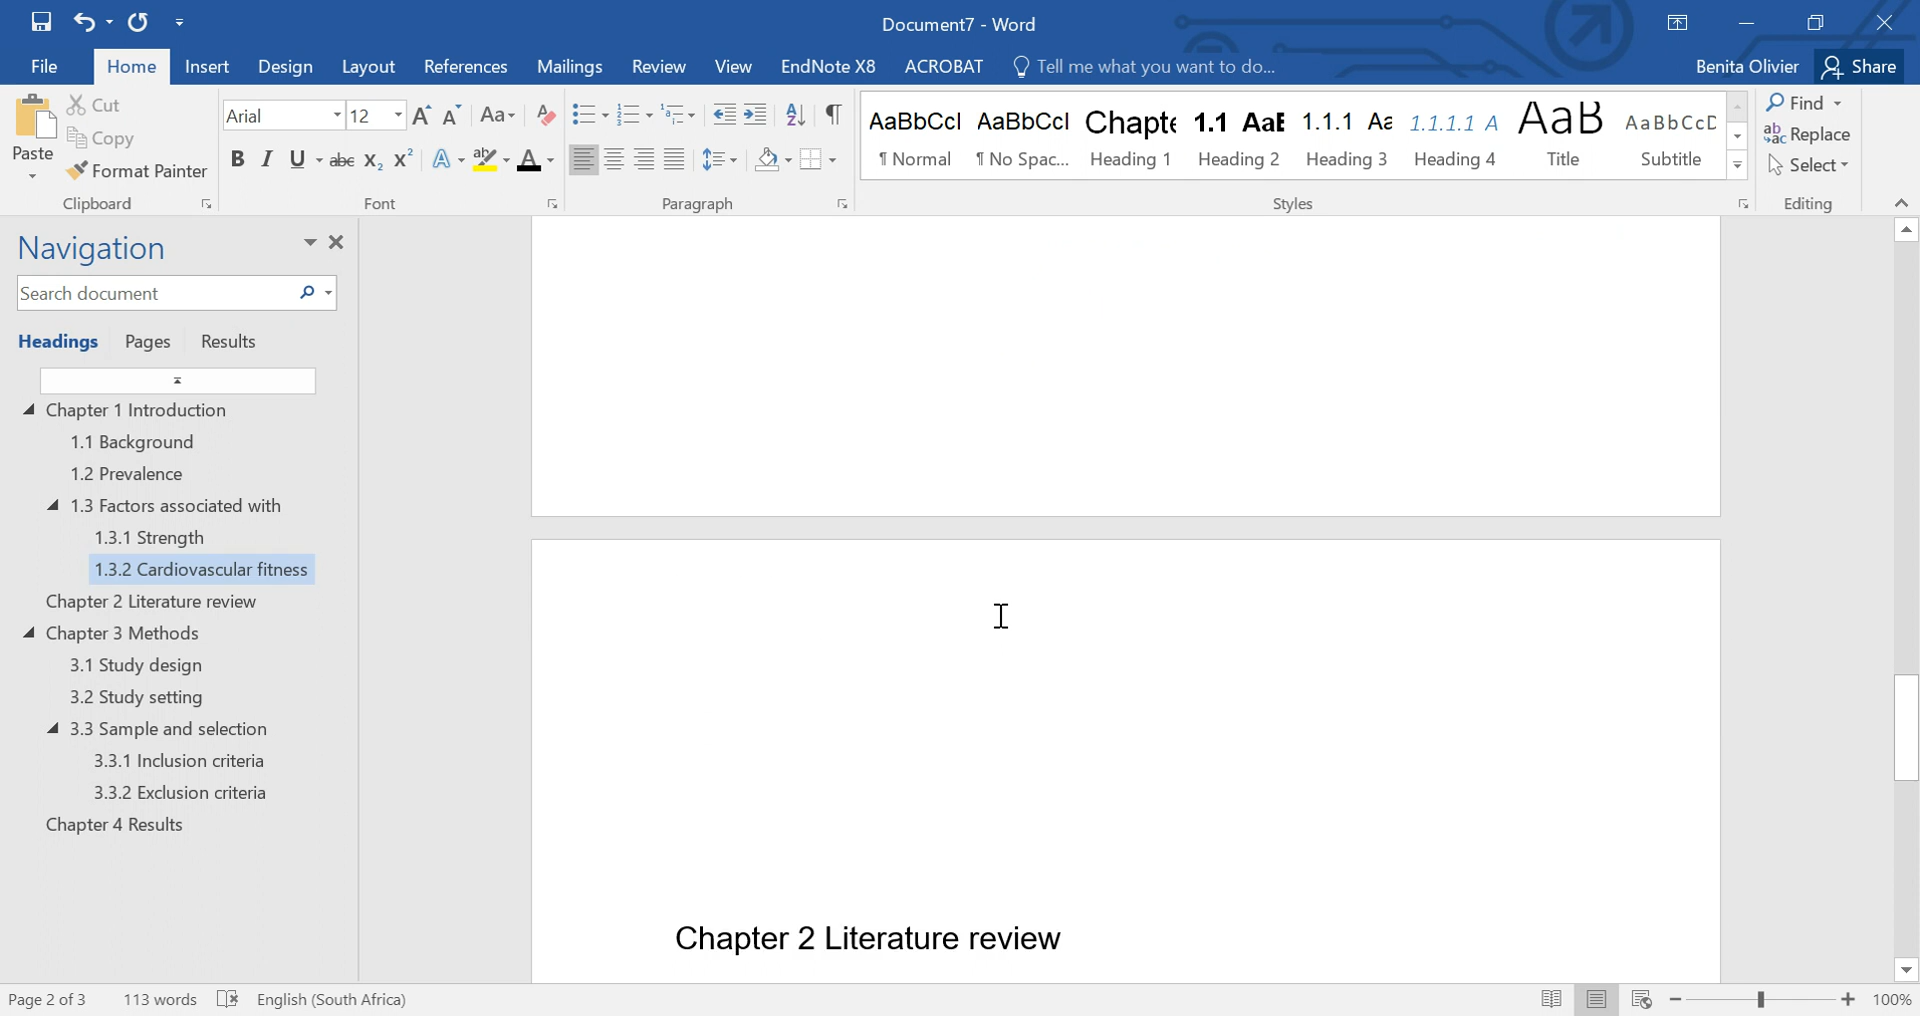 Document7 - Word
File Home Insert Design Layout References Mailings Review View EndNote X8 ACROBAT Tell me what you want to do... Benita Olivier Share
Paste
Cut
Copy
Format Painter
Clipboard
Arial 12 Aa
B I U abc X2 X2 A ab A
Font
Paragraph
AaBbCcI AaBbCcI Chapte 1.1 AaB 1.1.1 Aa 1.1.1.1 A AaB AaBbCcD
¶ Normal ¶ No Spac... Heading 1 Heading 2 Heading 3 Heading 4 Title Subtitle
Styles
Find
Replace
Select
Editing
Navigation
Search document
Headings Pages Results
Chapter 1 Introduction
1.1 Background
1.2 Prevalence
1.3 Factors associated with
1.3.1 Strength
1.3.2 Cardiovascular fitness
Chapter 2 Literature review
Chapter 3 Methods
3.1 Study design
3.2 Study setting
3.3 Sample and selection
3.3.1 Inclusion criteria
3.3.2 Exclusion criteria
Chapter 4 Results
Chapter 2 Literature review
Page 2 of 3 113 words English (South Africa) 100%